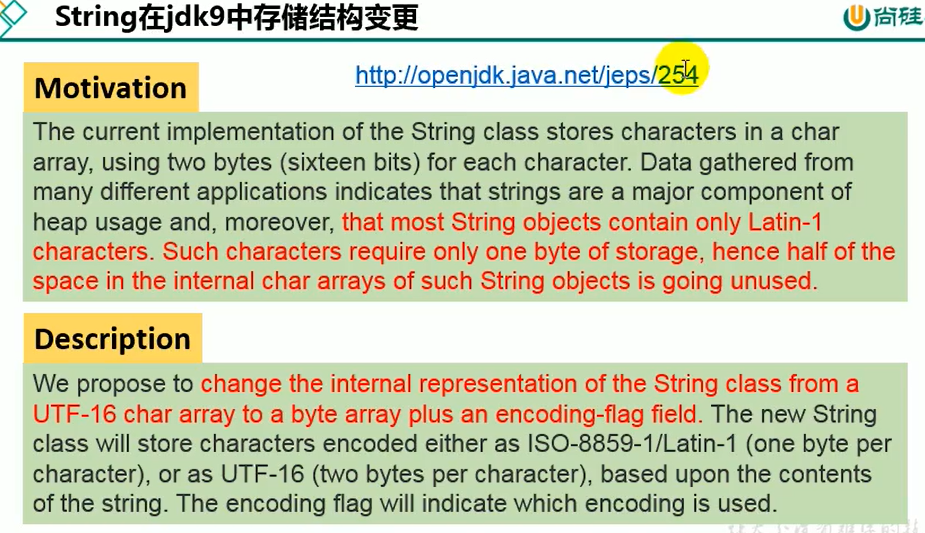 String在jdk9中存储结构变更
尚硅
Motivation
http://openjdk.java.net/jeps/254
The current implementation of the String class stores characters in a char
array, using two bytes (sixteen bits) for each character. Data gathered from
many different applications indicates that strings are a major component of
heap usage and, moreover, that most String objects contain only Latin-1
characters. Such characters require only one byte of storage, hence half of the
space in the internal char arrays of such String objects is going unused.
Description
We propose to change the internal representation of the String class from a
UTF-16 char array to a byte array plus an encoding-flag field. The new String
class will store characters encoded either as ISO-8859-1/Latin-1 (one byte per
character), or as UTF-16 (two bytes per character), based upon the contents
of the string. The encoding flag will indicate which encoding is used.